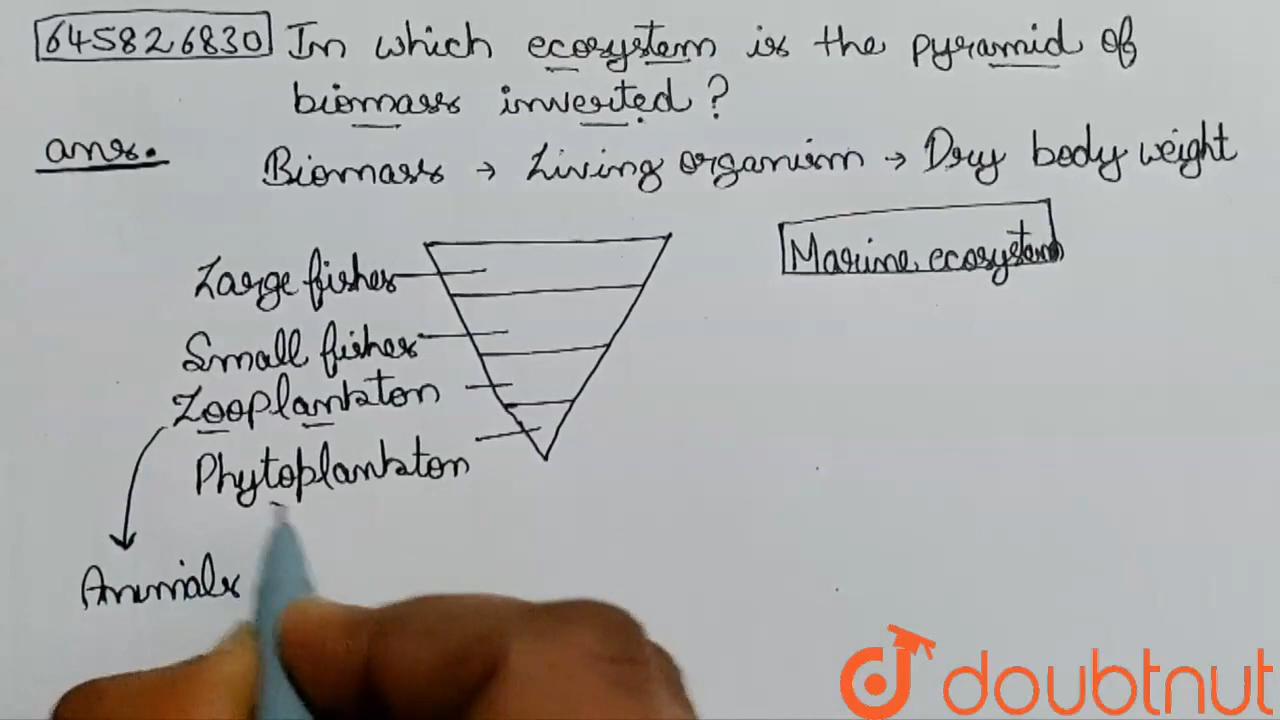 645826830 In which ecosystem is the pyramid of
biomass inverted?
ans.
Biomass → Living organism → Dry body weight
Marine ecosystem
Large fishes
Small fishes
Zooplankton
Phytoplankton
Animals
doubtnut